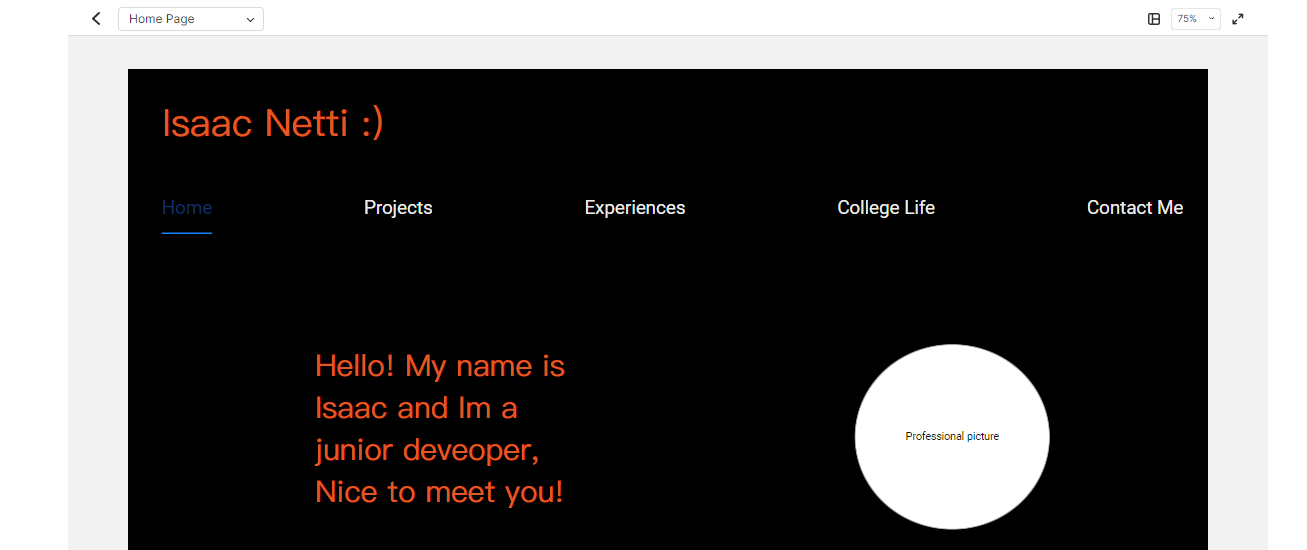 Home Page
75%
Isaac Netti :)
Home
Projects
Experiences
College Life
Contact Me
Hello! My name is
Isaac and Im a
junior deveoper,
Nice to meet you!
Professional picture